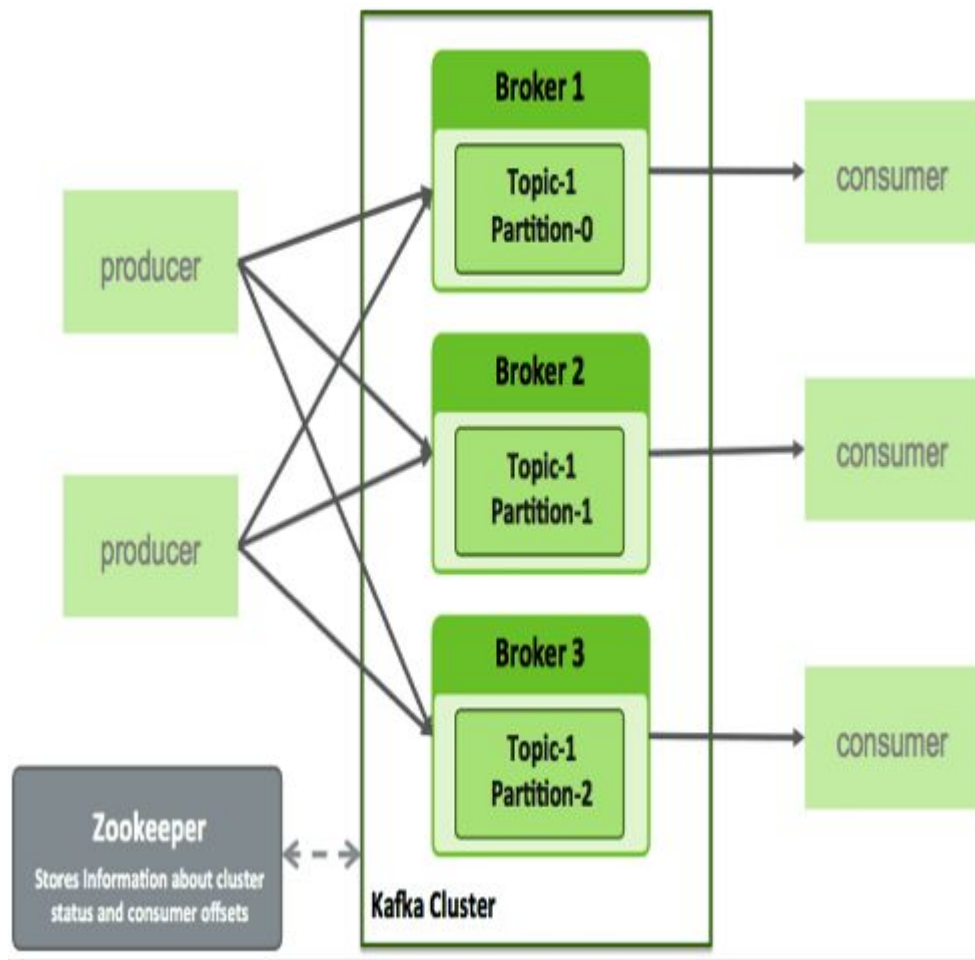 Broker 1
Topic-1
Partition-0
consumer
producer
Broker 2
Topic-1
Partition-1
consumer
producer
Broker 3
Topic-1
Partition-2
consumer
Zookeeper
Stores Information about cluster
status and consumer offsets
Kafka Cluster